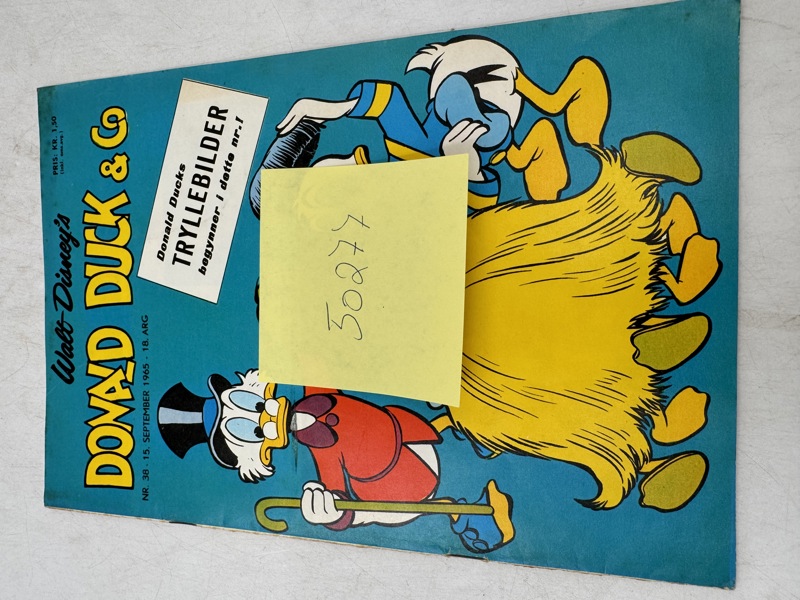 PRIS: KR. 1,50
Walt Disney's
DONALD DUCK & Co
NR. 38 - 15. SEPTEMBER 1965 - 18. ÅRG
Donald Ducks
TRYLLEBILDER
begynner i dette nr.!
50277